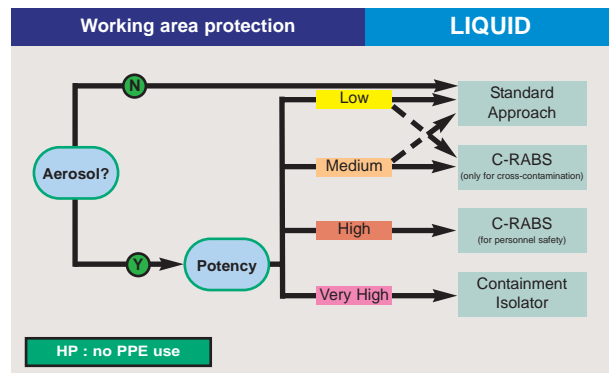 Working area protection
LIQUID
N
Low
Standard
Approach
Aerosol?
Medium
C-RABS
(only for cross-contamination)
High
C-RABS
(for personnel safety)
Y
Potency
Very High
Containment
Isolator
HP : no PPE use